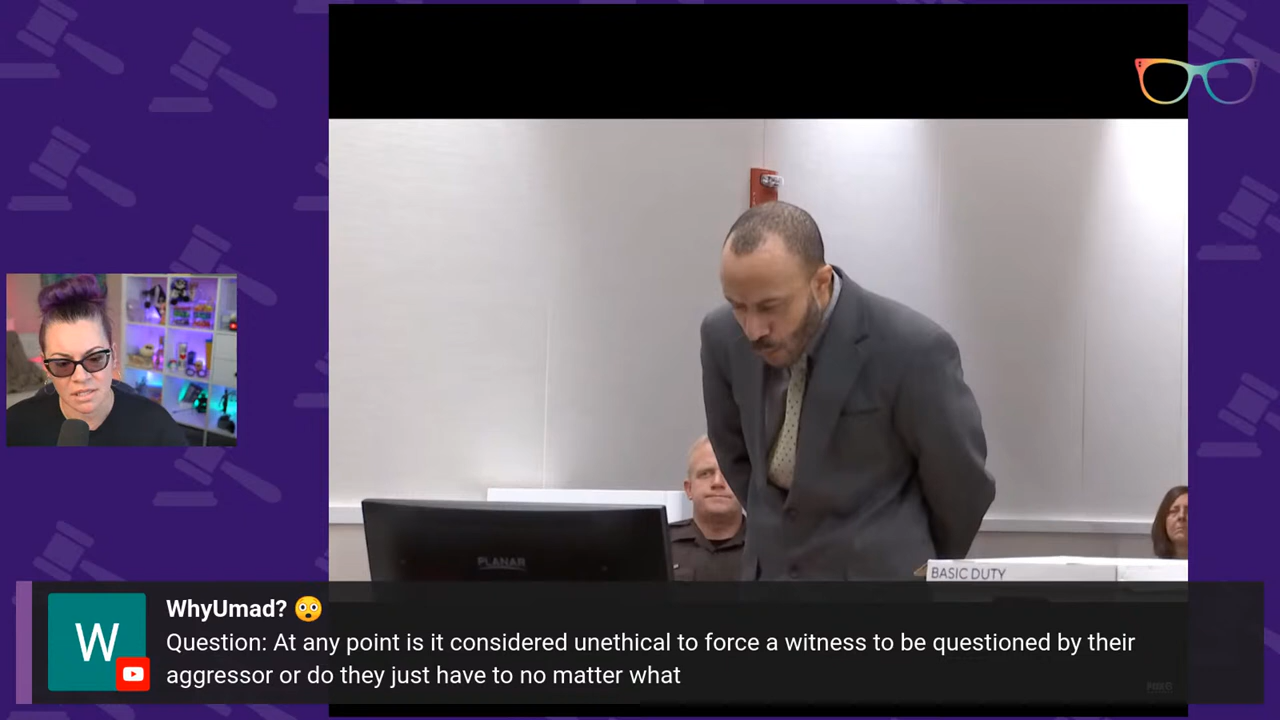 PLANAR
BASIC DUTY
WhyUmad? 😲
Question: At any point is it considered unethical to force a witness to be questioned by their
aggressor or do they just have to no matter what
W